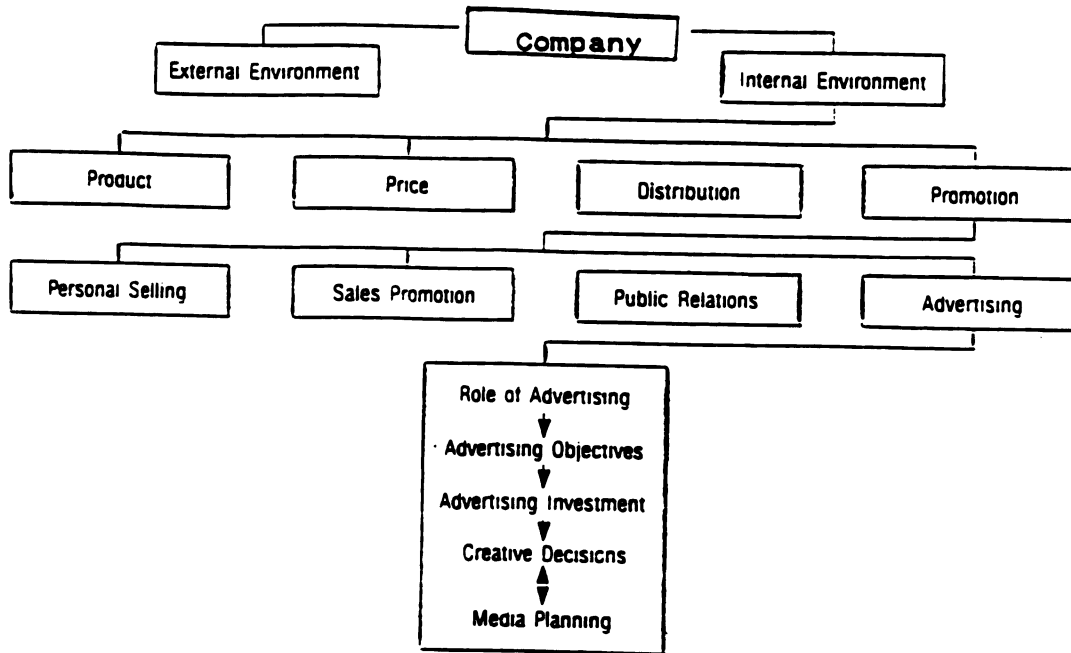 Company
External Environment
Internal Environment
Product
Price
Distribution
Promotion
Personal Selling
Sales Promotion
Public Relations
Advertising
Role of Advertising
Advertising Objectives
Advertising Investment
Creative Decisions
Media Planning